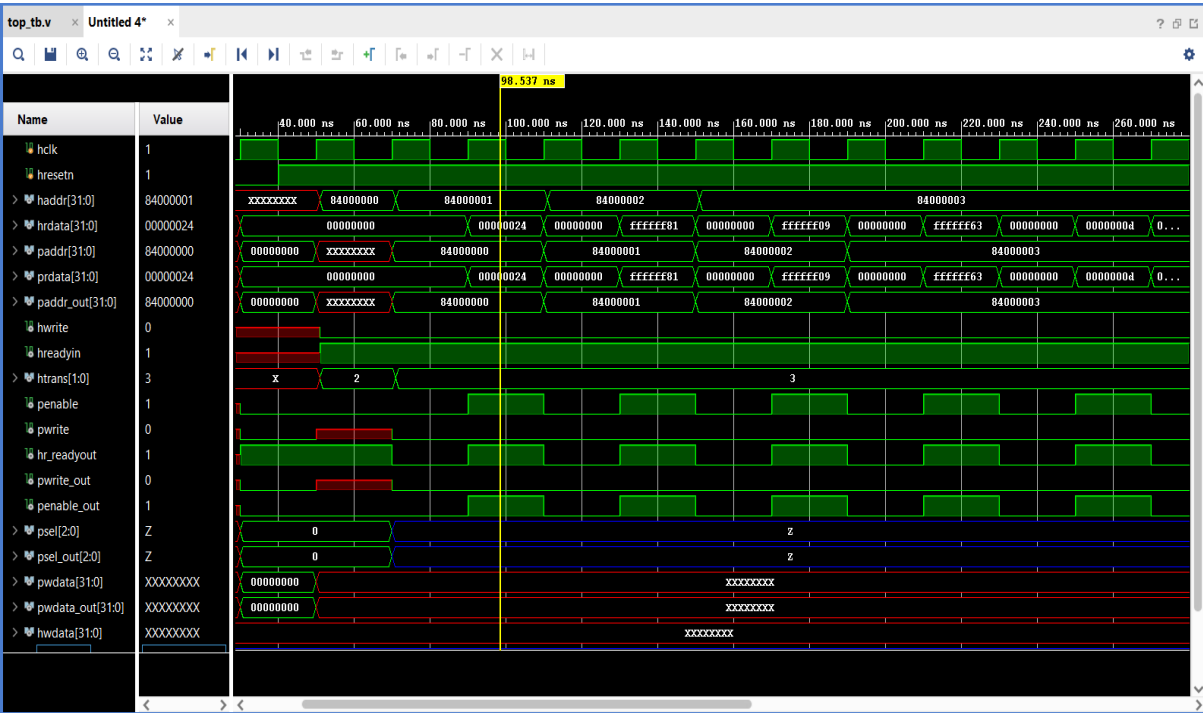 top_tb.v × Untitled 4* ×
98.537 ns
Name Value
40.000 ns 60.000 ns 80.000 ns 100.000 ns 120.000 ns 140.000 ns 160.000 ns 180.000 ns 200.000 ns 220.000 ns 240.000 ns 260.000 ns
hclk 1
hresetn 1
haddr[31:0] 84000001 XXXXXXXX 84000000 84000001 84000002 84000003
hrdata[31:0] 00000024 00000000 00000024 00000000 ffffff81 00000000 ffffff09 00000000 ffffff63 00000000 0000000d 0...
paddr[31:0] 84000000 00000000 XXXXXXXX 84000000 84000001 84000002 84000003
prdata[31:0] 00000024 00000000 00000024 00000000 ffffff81 00000000 ffffff09 00000000 ffffff63 00000000 0000000d 0...
paddr_out[31:0] 84000000 00000000 XXXXXXXX 84000000 84000001 84000002 84000003
hwrite 0
hreadyin 1
htrans[1:0] 3 X 2 3
penable 1
pwrite 0
hr_readyout 1
pwrite_out 0
penable_out 1
psel[2:0] Z 0 Z
psel_out[2:0] Z 0 Z
pwdata[31:0] XXXXXXXX 00000000 XXXXXXXX
pwdata_out[31:0] XXXXXXXX 00000000 XXXXXXXX
hwdata[31:0] XXXXXXXX XXXXXXXX